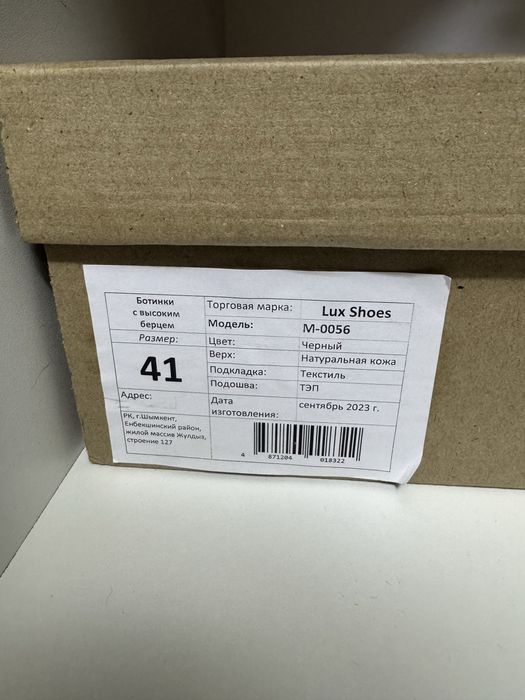 Ботинки
с высоким
берцем
Размер:
41
Адрес:
РК, г.Шымкент,
Енбекшинский район,
жилой массив Жулдыз,
строение 127
Торговая марка: Lux Shoes
Модель: М-0056
Цвет: Черный
Верх: Натуральная кожа
Подкладка: Текстиль
Подошва: ТЭП
Дата
изготовления: сентябрь 2023 г.
4 871204 018322